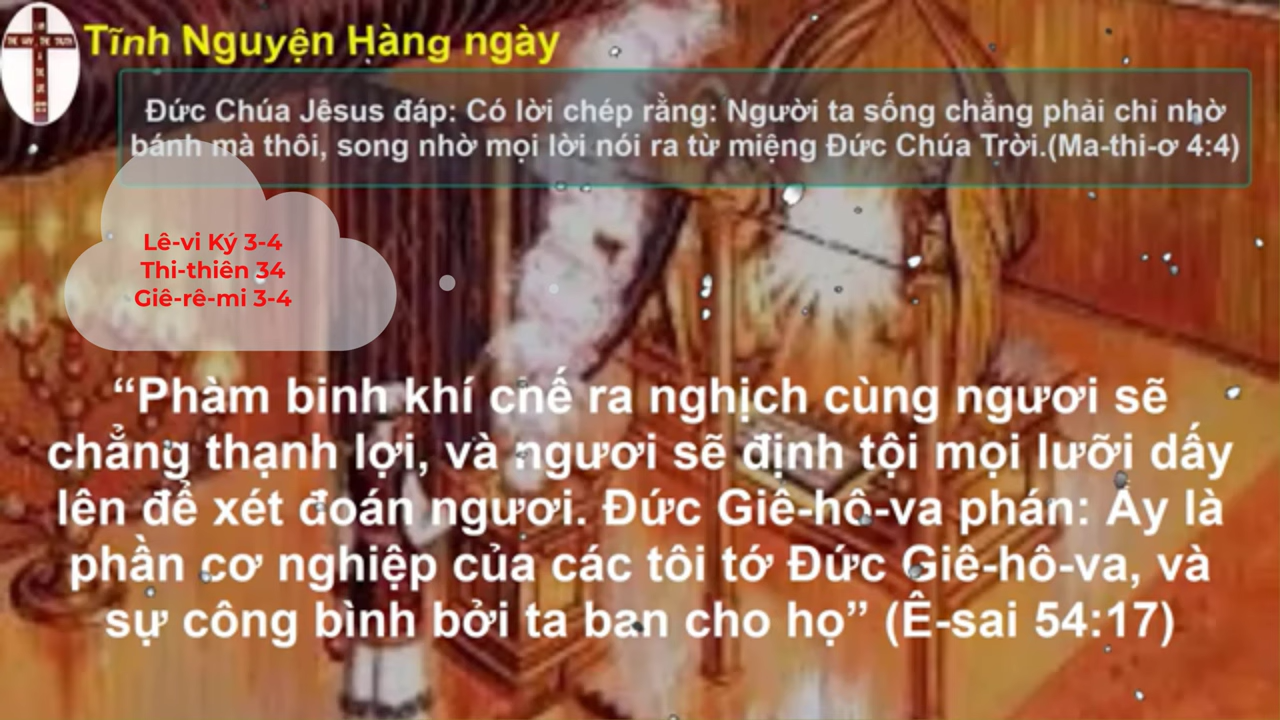 Tĩnh Nguyện Hàng ngày
Đức Chúa Jêsus đáp: Có lời chép rằng: Người ta sống chẳng phải chỉ nhờ
bánh mà thôi, song nhờ mọi lời nói ra từ miệng Đức Chúa Trời.(Ma-thi-ơ 4:4)
Lê-vi Ký 3-4
Thi-thiên 34
Giê-rê-mi 3-4
“Phàm binh khí chế ra nghịch cùng ngươi sẽ
chẳng thạnh lợi, và ngươi sẽ định tội mọi lưỡi dấy
lên để xét đoán ngươi. Đức Giê-hô-va phán: Ấy là
phần cơ nghiệp của các tôi tớ Đức Giê-hô-va, và
sự công bình bởi ta ban cho họ” (Ê-sai 54:17)